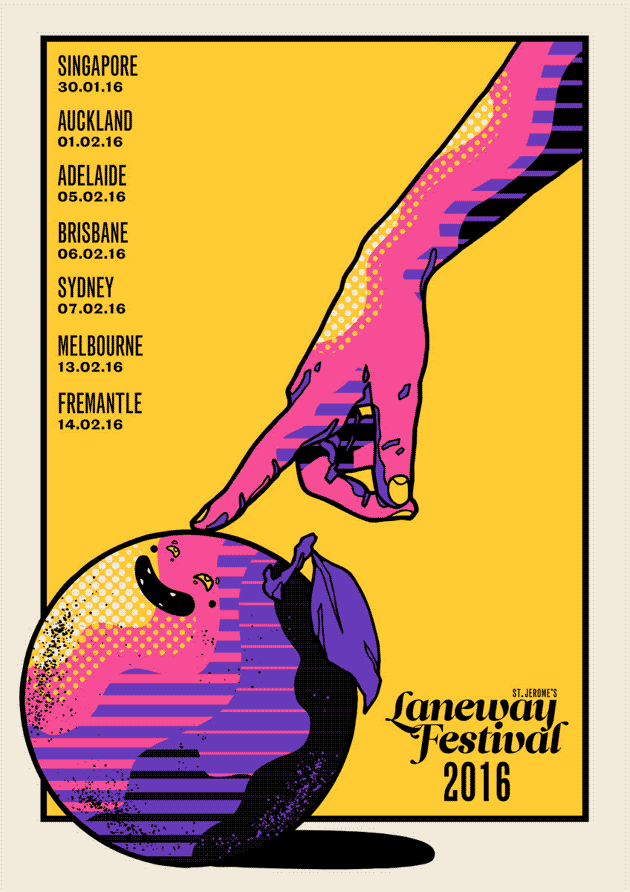 SINGAPORE
30.01.16
AUCKLAND
01.02.16
ADELAIDE
05.02.16
BRISBANE
06.02.16
SYDNEY
07.02.16
MELBOURNE
13.02.16
FREMANTLE
14.02.16
ST. JEROME'S
Laneway
Festival
2016